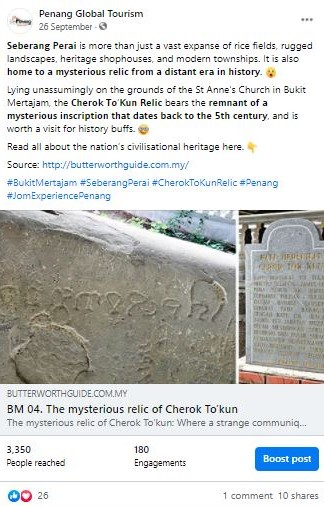 Penang Global Tourism
26 September ·
Seberang Perai is more than just a vast expanse of rice fields, rugged
landscapes, heritage shophouses, and modern townships. It is also
home to a mysterious relic from a distant era in history. 😮
Lying unassumingly on the grounds of the St Anne's Church in Bukit
Mertajam, the Cherok To'Kun Relic bears the remnant of a
mysterious inscription that dates back to the 5th century, and is
worth a visit for history buffs. 🤓
Read all about the nation's civilisational heritage here. 👇
Source: http://butterworthguide.com.my/
#BukitMertajam #SeberangPerai #CherokToKunRelic #Penang
#JomExperiencePenang
CHEROK TO'KUN
BUTTERWORTHGUIDE.COM.MY
BM 04. The mysterious relic of Cherok To'kun
The mysterious relic of Cherok To'kun: Where a strange communiq...
3,350
People reached
180
Engagements
Boost post
26
1 comment 10 shares